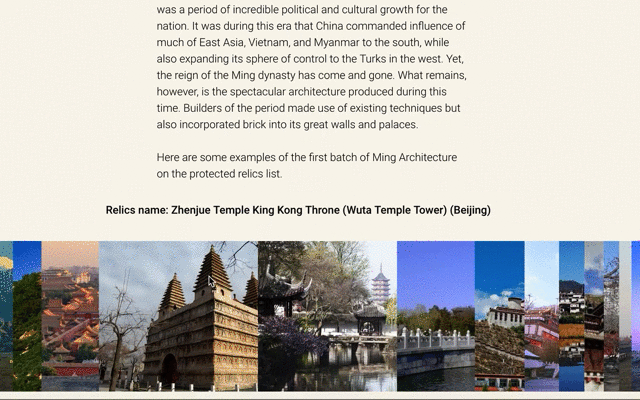 was a period of incredible political and cultural growth for the
nation. It was during this era that China commanded influence of
much of East Asia, Vietnam, and Myanmar to the south, while
also expanding its sphere of control to the Turks in the west. Yet,
the reign of the Ming dynasty has come and gone. What remains,
however, is the spectacular architecture produced during this
time. Builders of the period made use of existing techniques but
also incorporated brick into its great walls and palaces.
Here are some examples of the first batch of Ming Architecture
on the protected relics list.
Relics name: Zhenjue Temple King Kong Throne (Wuta Temple Tower) (Beijing)